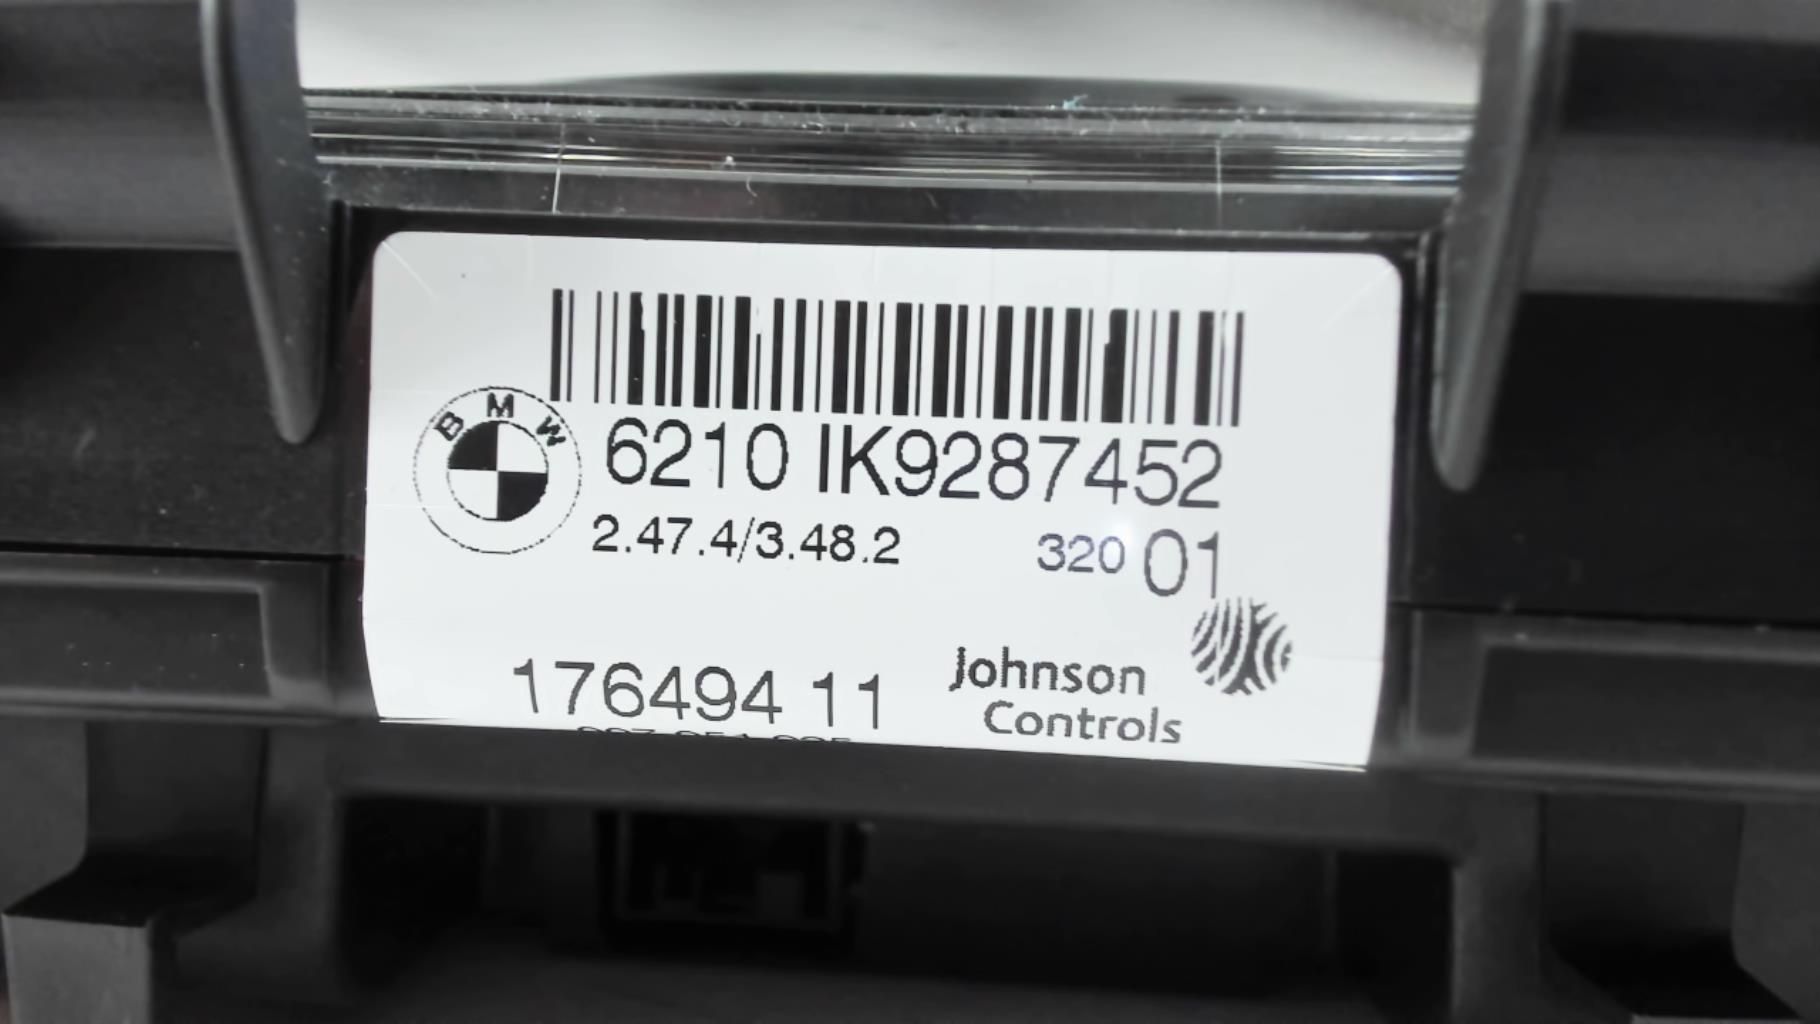 BMW
6210 IK9287452
2.47.4/3.48.2 320 01
176494 11
Johnson
Controls